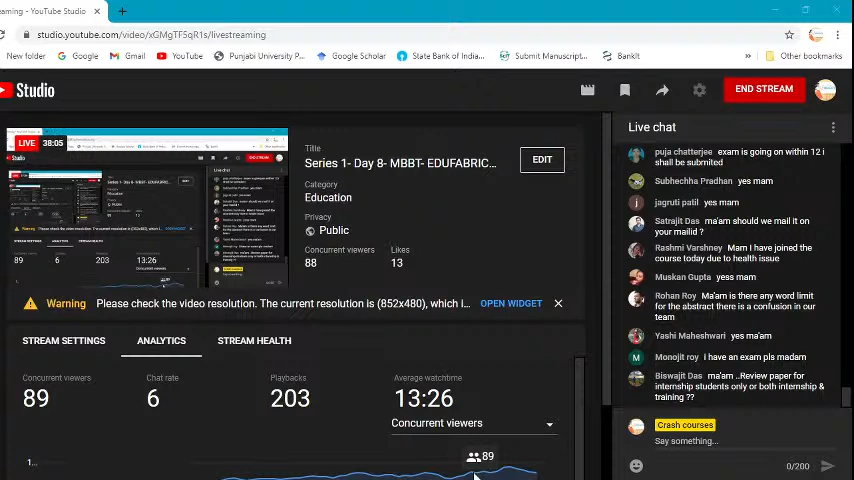 eaming - YouTube Studio
studio.youtube.com/video/xGMgTF5qR1s/livestreaming
New folder Google Gmail YouTube Punjabi University P... Google Scholar State Bank of Indi... Submit Manuscript... BankIt » Other bookmarks
Studio
END STREAM
LIVE 38:05
Title
Series 1- Day 8- MBBT- EDUFABRIC...
EDIT
Category
Education
Privacy
Public
Concurrent viewers Likes
88 13
Warning Please check the video resolution. The current resolution is (852x480), which i... OPEN WIDGET
STREAM SETTINGS ANALYTICS STREAM HEALTH
Concurrent viewers Chat rate Playbacks Average watchtime
89 6 203 13:26
Concurrent viewers
89
1...
Live chat
puja chatterjee exam is going on within 12 i
shall be submited
Subhechha Pradhan yes mam
jagruti patil yes mam
Satrajit Das ma'am should we mail it on
your mailid ?
Rashmi Varshney Mam I have joined the
course today due to health issue
Muskan Gupta yess mam
Rohan Roy Ma'am is there any word limit
for the abstract there is a confusion in our
team
Yashi Maheshwari yes ma'am
Monojit roy i have an exam pls madam
Biswajit Das ma'am ..Review paper for
internship students only or both internship &
training ??
Crash courses
Say something...
0/200